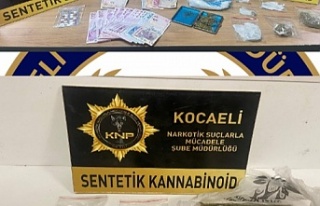 SENTETİK
KOCAELİ
NARKOTİK SUÇLARLA
MÜCADELE
ŞUBE MÜDÜRLÜĞÜ
KNP
SENTETİK KANNABİNOİD